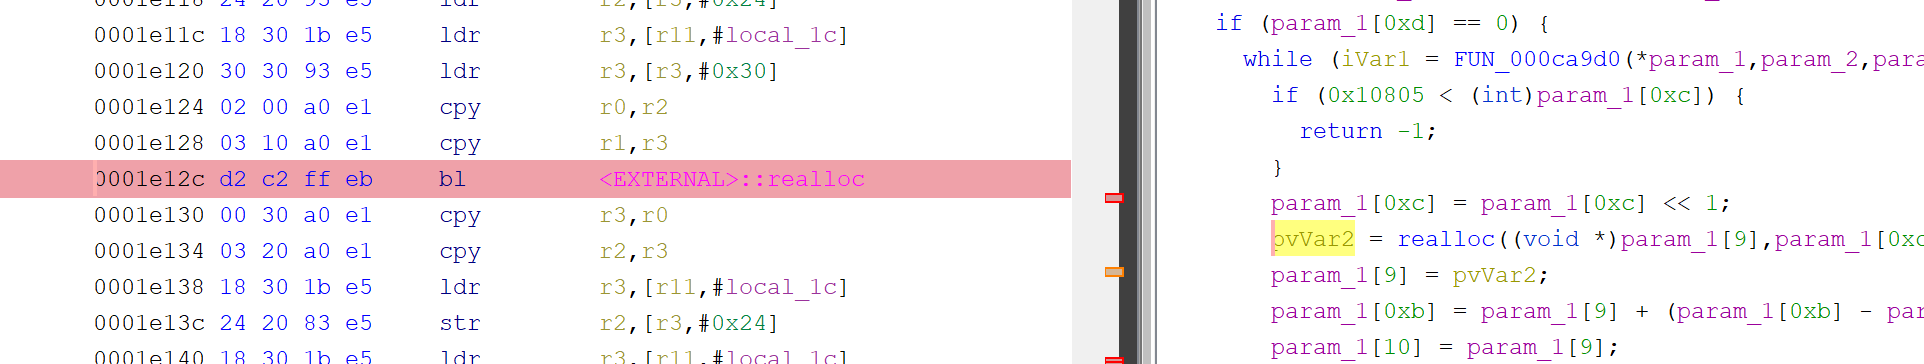 0001e118 24 20 93 e5 ldr r2,[r3,#0x24]
0001e11c 18 30 1b e5 ldr r3,[r11,#local_1c]
0001e120 30 30 93 e5 ldr r3,[r3,#0x30]
0001e124 02 00 a0 e1 cpy r0,r2
0001e128 03 10 a0 e1 cpy r1,r3
0001e12c d2 c2 ff eb bl <EXTERNAL>::realloc
0001e130 00 30 a0 e1 cpy r3,r0
0001e134 03 20 a0 e1 cpy r2,r3
0001e138 18 30 1b e5 ldr r3,[r11,#local_1c]
0001e13c 24 20 83 e5 str r2,[r3,#0x24]
0001e140 18 30 1b e5 ldr r3,[r11,#local_1c]
if (param_1[0xd] == 0) {
while (iVar1 = FUN_000ca9d0(*param_1,param_2,para
if (0x10805 < (int)param_1[0xc]) {
return -1;
}
param_1[0xc] = param_1[0xc] << 1;
pvVar2 = realloc((void *)param_1[9],param_1[0xc
param_1[9] = pvVar2;
param_1[0xb] = param_1[9] + (param_1[0xb] - par
param_1[10] = param_1[9];